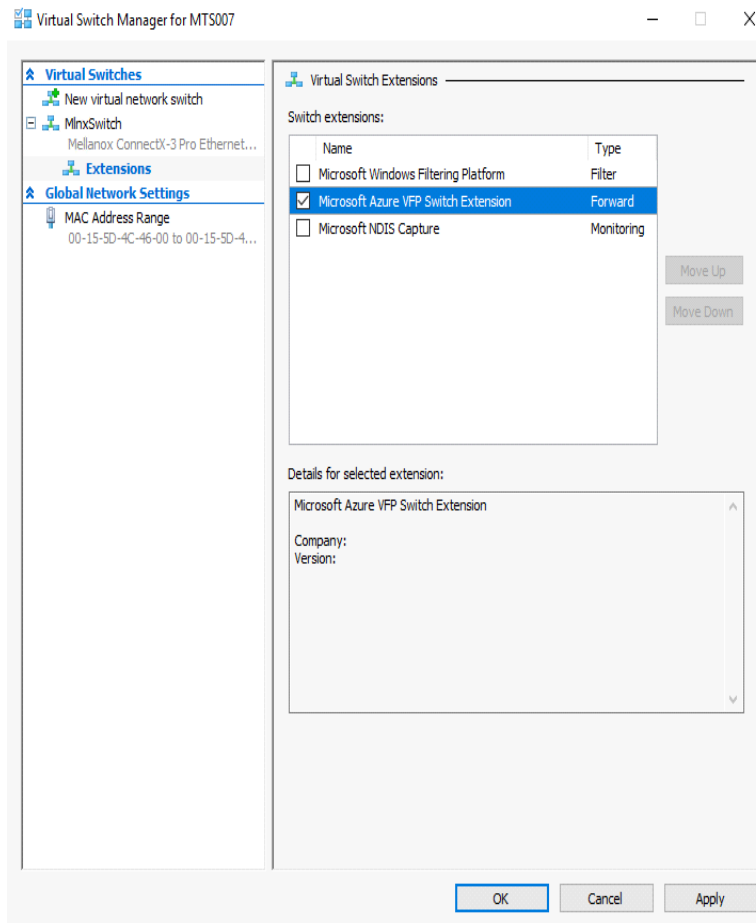 Virtual Switch Manager for MTS007
Virtual Switches
New virtual network switch
MlnxSwitch
Mellanox ConnectX-3 Pro Ethernet...
Extensions
Global Network Settings
MAC Address Range
00-15-5D-4C-46-00 to 00-15-5D-4...
Virtual Switch Extensions
Switch extensions:
Name Type
Microsoft Windows Filtering Platform Filter
Microsoft Azure VFP Switch Extension Forward
Microsoft NDIS Capture Monitoring
Move Up
Move Down
Details for selected extension:
Microsoft Azure VFP Switch Extension
Company:
Version:
OK Cancel Apply